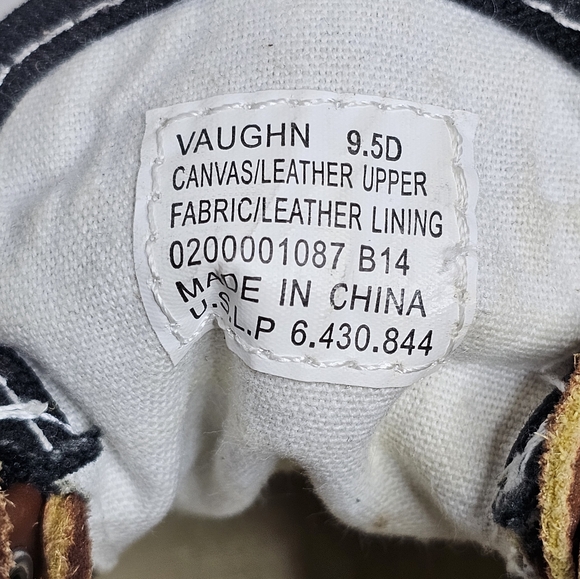 VAUGHN 9.5D
CANVAS/LEATHER UPPER
FABRIC/LEATHER LINING
0200001087 B14
MADE IN CHINA
U.S.L.P 6.430.844